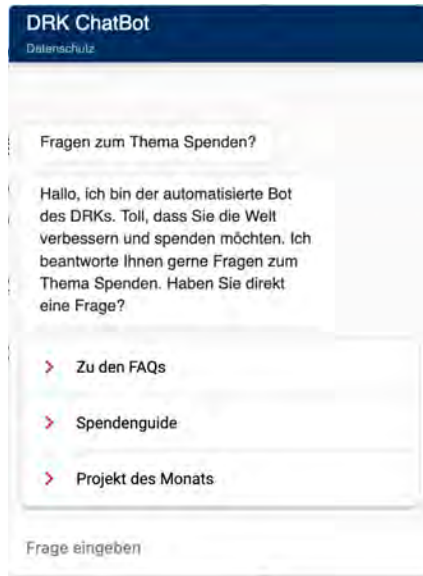 DRK ChatBot
Datenschutz
Fragen zum Thema Spenden?
Hallo, ich bin der automatisierte Bot
des DRKs. Toll, dass Sie die Welt
verbessern und spenden möchten. Ich
beantworte Ihnen gerne Fragen zum
Thema Spenden. Haben Sie direkt
eine Frage?
Zu den FAQs
Spendenguide
Projekt des Monats
Frage eingeben